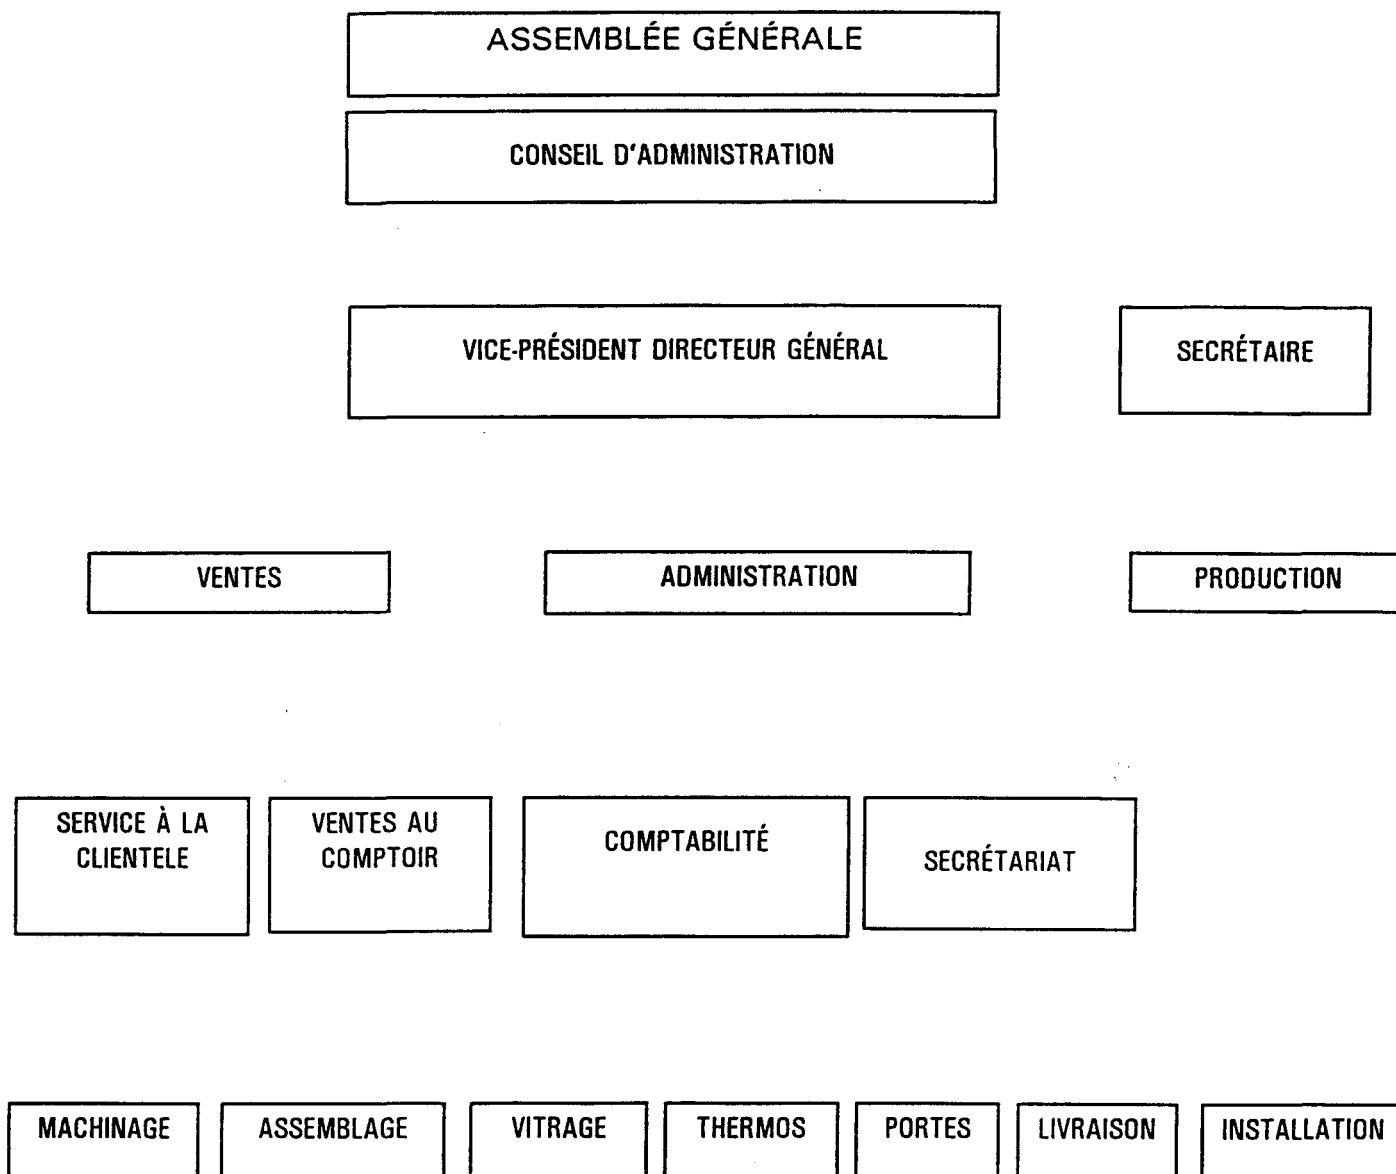 ASSEMBLÉE GÉNÉRALE
CONSEIL D'ADMINISTRATION
VICE-PRÉSIDENT DIRECTEUR GÉNÉRAL
SECRÉTAIRE
VENTES
ADMINISTRATION
PRODUCTION
SERVICE À LA
CLIENTELE
VENTES AU
COMPTOIR
COMPTABILITÉ
SECRÉTARIAT
MACHINAGE
ASSEMBLAGE
VITRAGE
THERMOS
PORTES
LIVRAISON
INSTALLATION